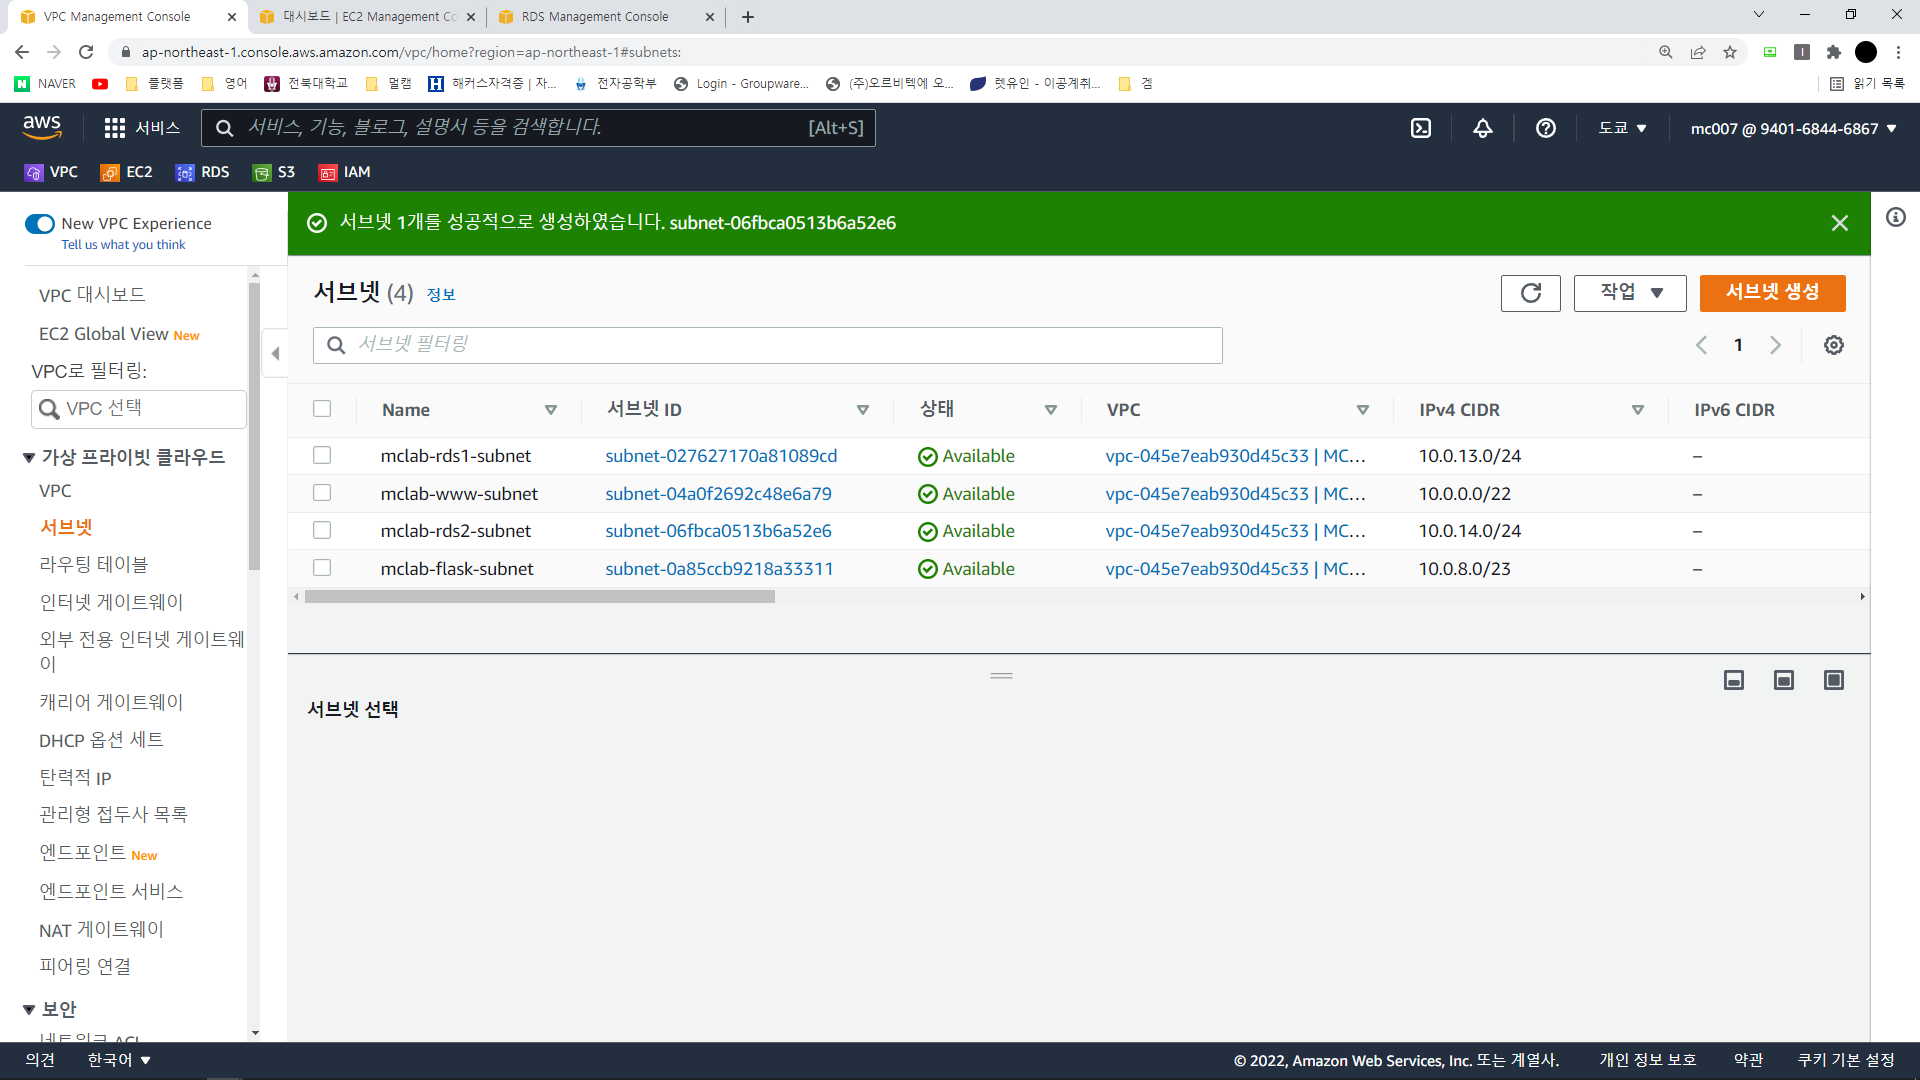 VPC Management Console
대시보드 | EC2 Management Co
RDS Management Console
ap-northeast-1.console.aws.amazon.com/vpc/home?region=ap-northeast-1#subnets:
NAVER 플랫폼 영어 전북대학교 멀캠 해커스자격증 | 자... 전자공학부 Login - Groupware... (주)오르비텍에 오... 렛유인 - 이공계취... 겜 읽기 목록
aws 서비스 서비스, 기능, 블로그, 설명서 등을 검색합니다. [Alt+S] 도쿄 mc007 @ 9401-6844-6867
VPC EC2 RDS S3 IAM
New VPC Experience
Tell us what you think
VPC 대시보드
EC2 Global View New
VPC로 필터링:
VPC 선택
가상 프라이빗 클라우드
VPC
서브넷
라우팅 테이블
인터넷 게이트웨이
외부 전용 인터넷 게이트웨
이
캐리어 게이트웨이
DHCP 옵션 세트
탄력적 IP
관리형 접두사 목록
엔드포인트 New
엔드포인트 서비스
NAT 게이트웨이
피어링 연결
보안
네트워크 ACL
서브넷 1개를 성공적으로 생성하였습니다. subnet-06fbca0513b6a52e6
서브넷 (4) 정보
작업
서브넷 생성
서브넷 필터링
1
Name 서브넷 ID 상태 VPC IPv4 CIDR IPv6 CIDR
mclab-rds1-subnet subnet-027627170a81089cd Available vpc-045e7eab930d45c33 | MC... 10.0.13.0/24 –
mclab-www-subnet subnet-04a0f2692c48e6a79 Available vpc-045e7eab930d45c33 | MC... 10.0.0.0/22 –
mclab-rds2-subnet subnet-06fbca0513b6a52e6 Available vpc-045e7eab930d45c33 | MC... 10.0.14.0/24 –
mclab-flask-subnet subnet-0a85ccb9218a33311 Available vpc-045e7eab930d45c33 | MC... 10.0.8.0/23 –
서브넷 선택
의견 한국어 © 2022, Amazon Web Services, Inc. 또는 계열사. 개인 정보 보호 약관 쿠키 기본 설정